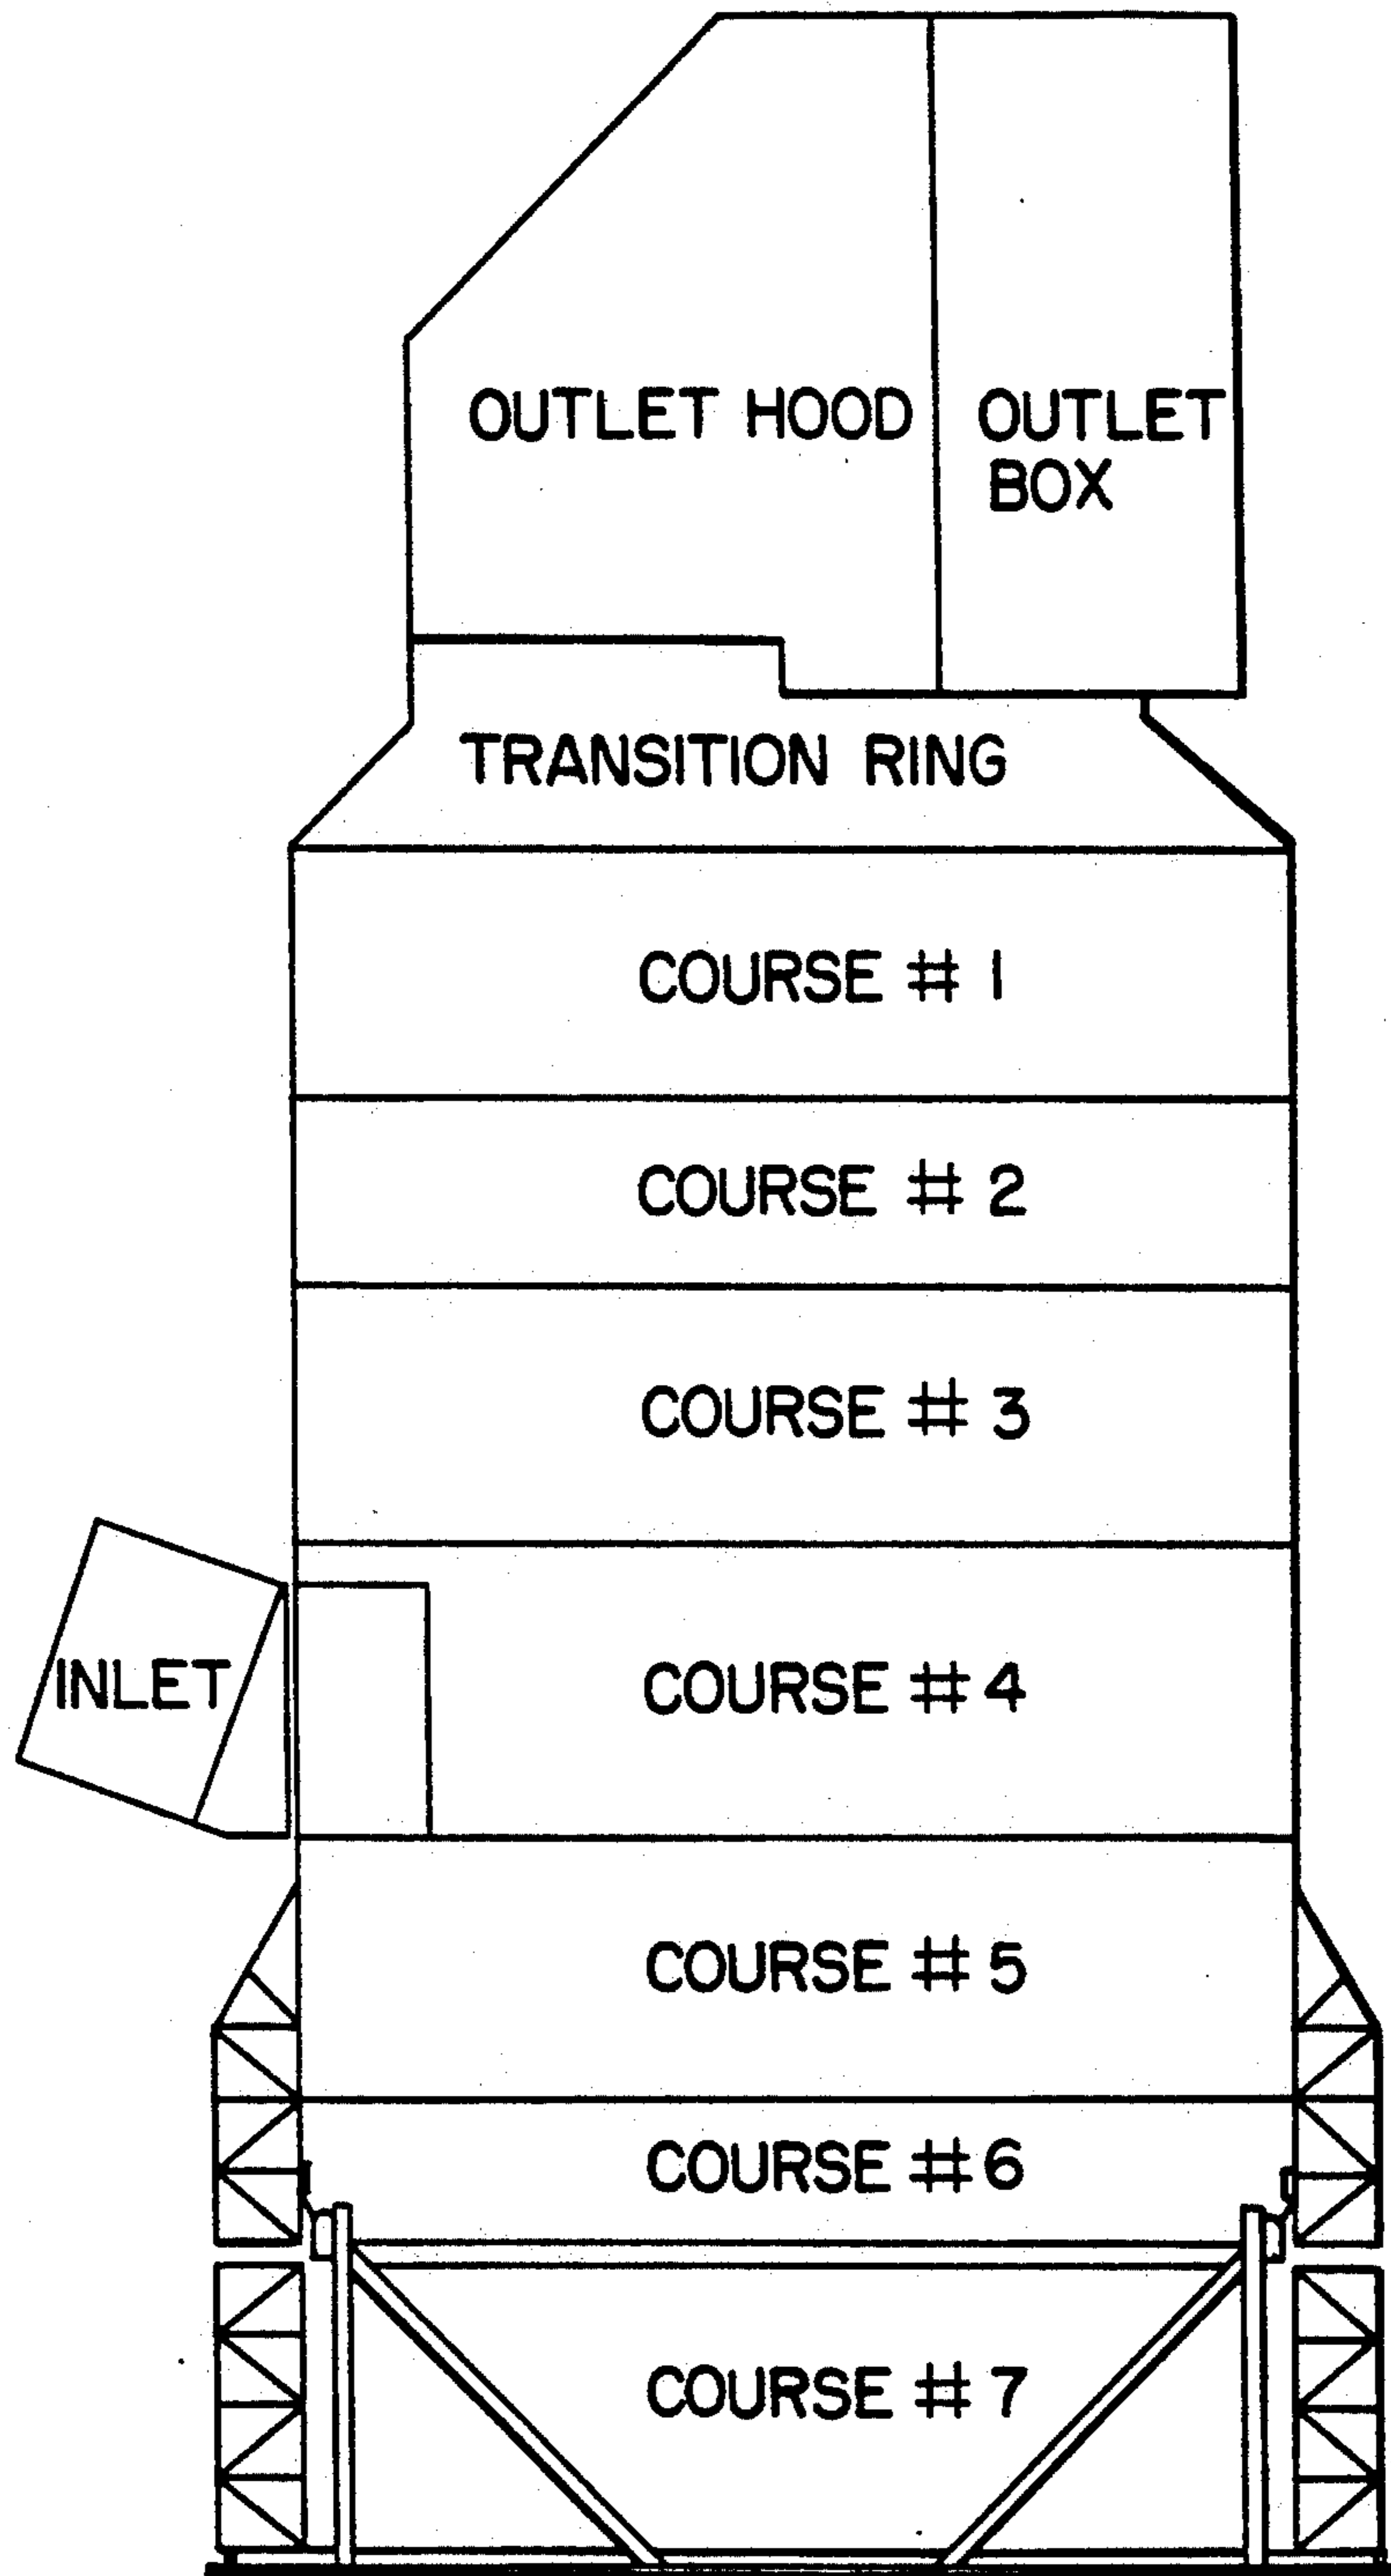 OUTLET HOOD
OUTLET
BOX
TRANSITION RING
COURSE # 1
COURSE # 2
COURSE # 3
INLET
COURSE # 4
COURSE # 5
COURSE # 6
COURSE # 7